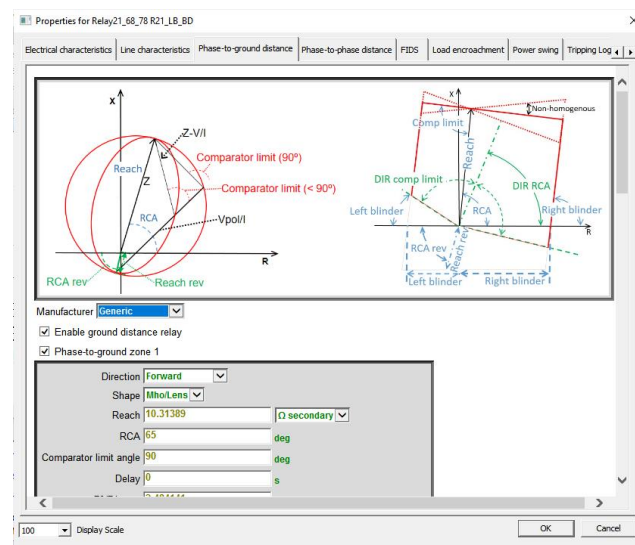 Properties for Relay21_68_78 R21_LB_BD
Electrical characteristics Line characteristics Phase-to-ground distance Phase-to-phase distance FIDS Load encroachment Power swing Tripping Log
X
Z-V/I
Comparator limit (90°)
Reach
Z
Comparator limit (< 90°)
RCA
Vpol/I
R
RCA rev
Reach rev
X
Non-homogenous
Comp limit
Reach
DIR comp limit
DIR RCA
Left blinder
RCA
Right blinder
R
RCA rev
Reach rev
Left blinder
Right blinder
Manufacturer Generic
Enable ground distance relay
Phase-to-ground zone 1
Direction Forward
Shape Mho/Lens
Reach 10.31389 Ω secondary
RCA 65 deg
Comparator limit angle 90 deg
Delay 0 s
100 Display Scale OK Cancel